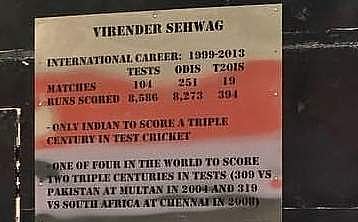 VIRENDER SEHWAG
INTERNATIONAL CAREER: 1999-2013
TESTS ODIS T20IS
MATCHES 104 251 19
RUNS SCORED 8,586 8,273 394
-ONLY INDIAN TO SCORE A TRIPLE
CENTURY IN TEST CRICKET
-ONE OF FOUR IN THE WORLD TO SCORE
TWO TRIPLE CENTURIES IN TESTS (309 VS
PAKISTAN AT MULTAN IN 2004 AND 319
VS SOUTH AFRICA AT CHENNAI IN 2008)